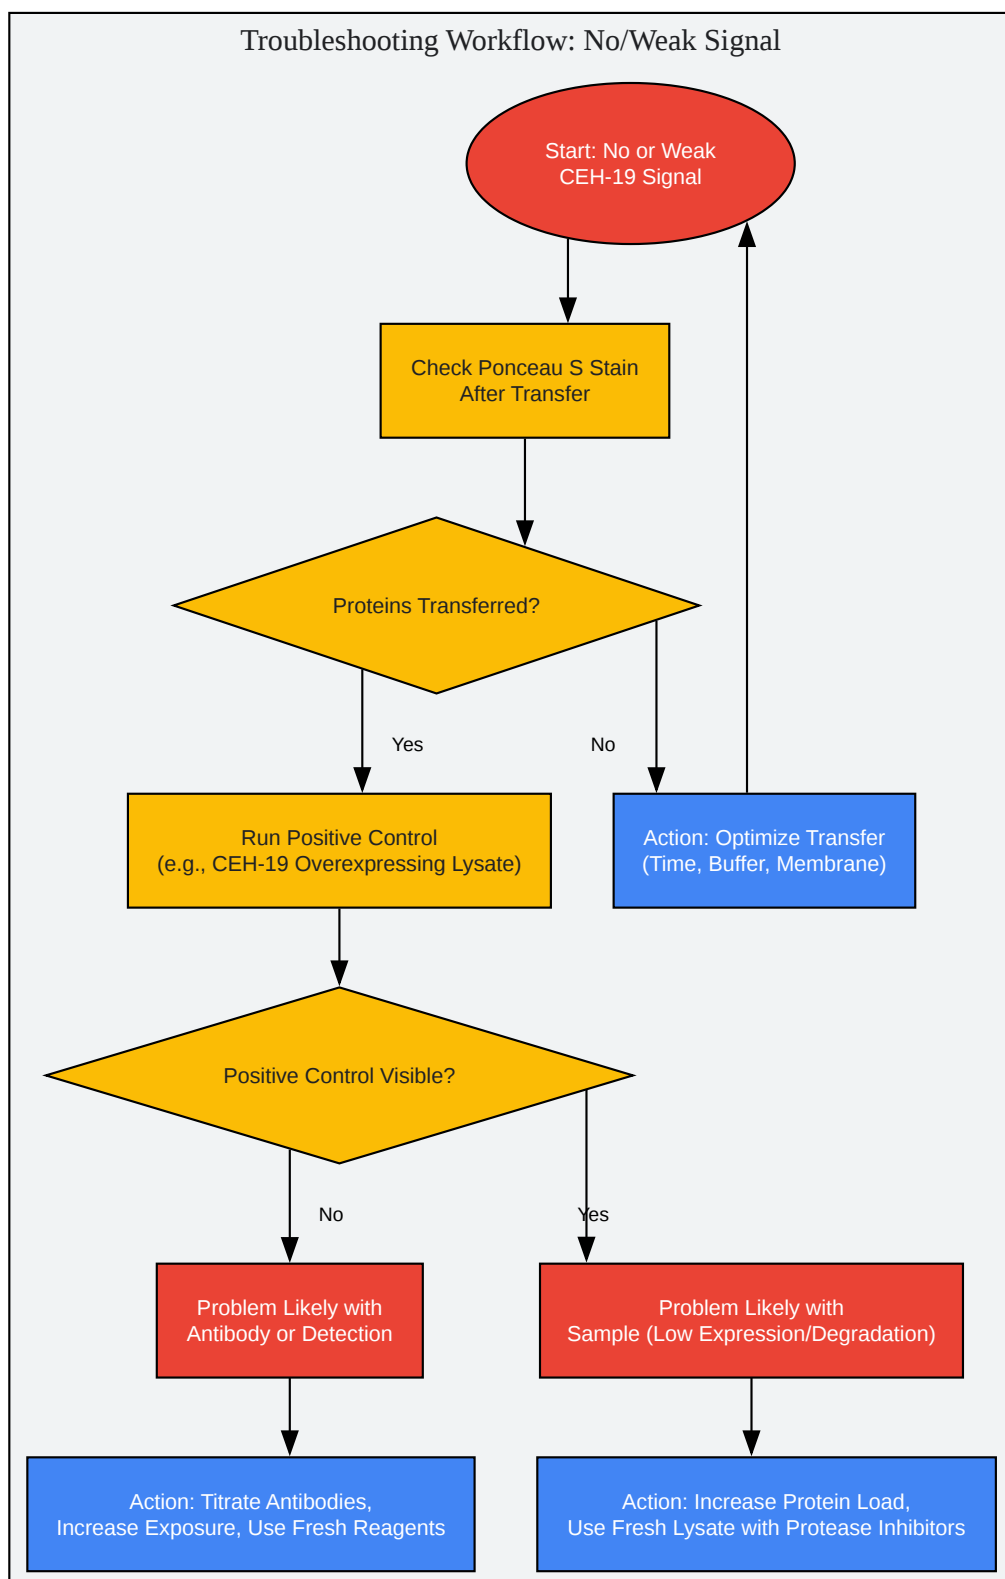 Troubleshooting Workflow: No/Weak Signal
Start: No or Weak
CEH-19 Signal
Check Ponceau S Stain
After Transfer
Proteins Transferred?
Yes
No
Run Positive Control
(e.g., CEH-19 Overexpressing Lysate)
Action: Optimize Transfer
(Time, Buffer, Membrane)
Positive Control Visible?
No
Yes
Problem Likely with
Antibody or Detection
Problem Likely with
Sample (Low Expression/Degradation)
Action: Titrate Antibodies,
Increase Exposure, Use Fresh Reagents
Action: Increase Protein Load,
Use Fresh Lysate with Protease Inhibitors